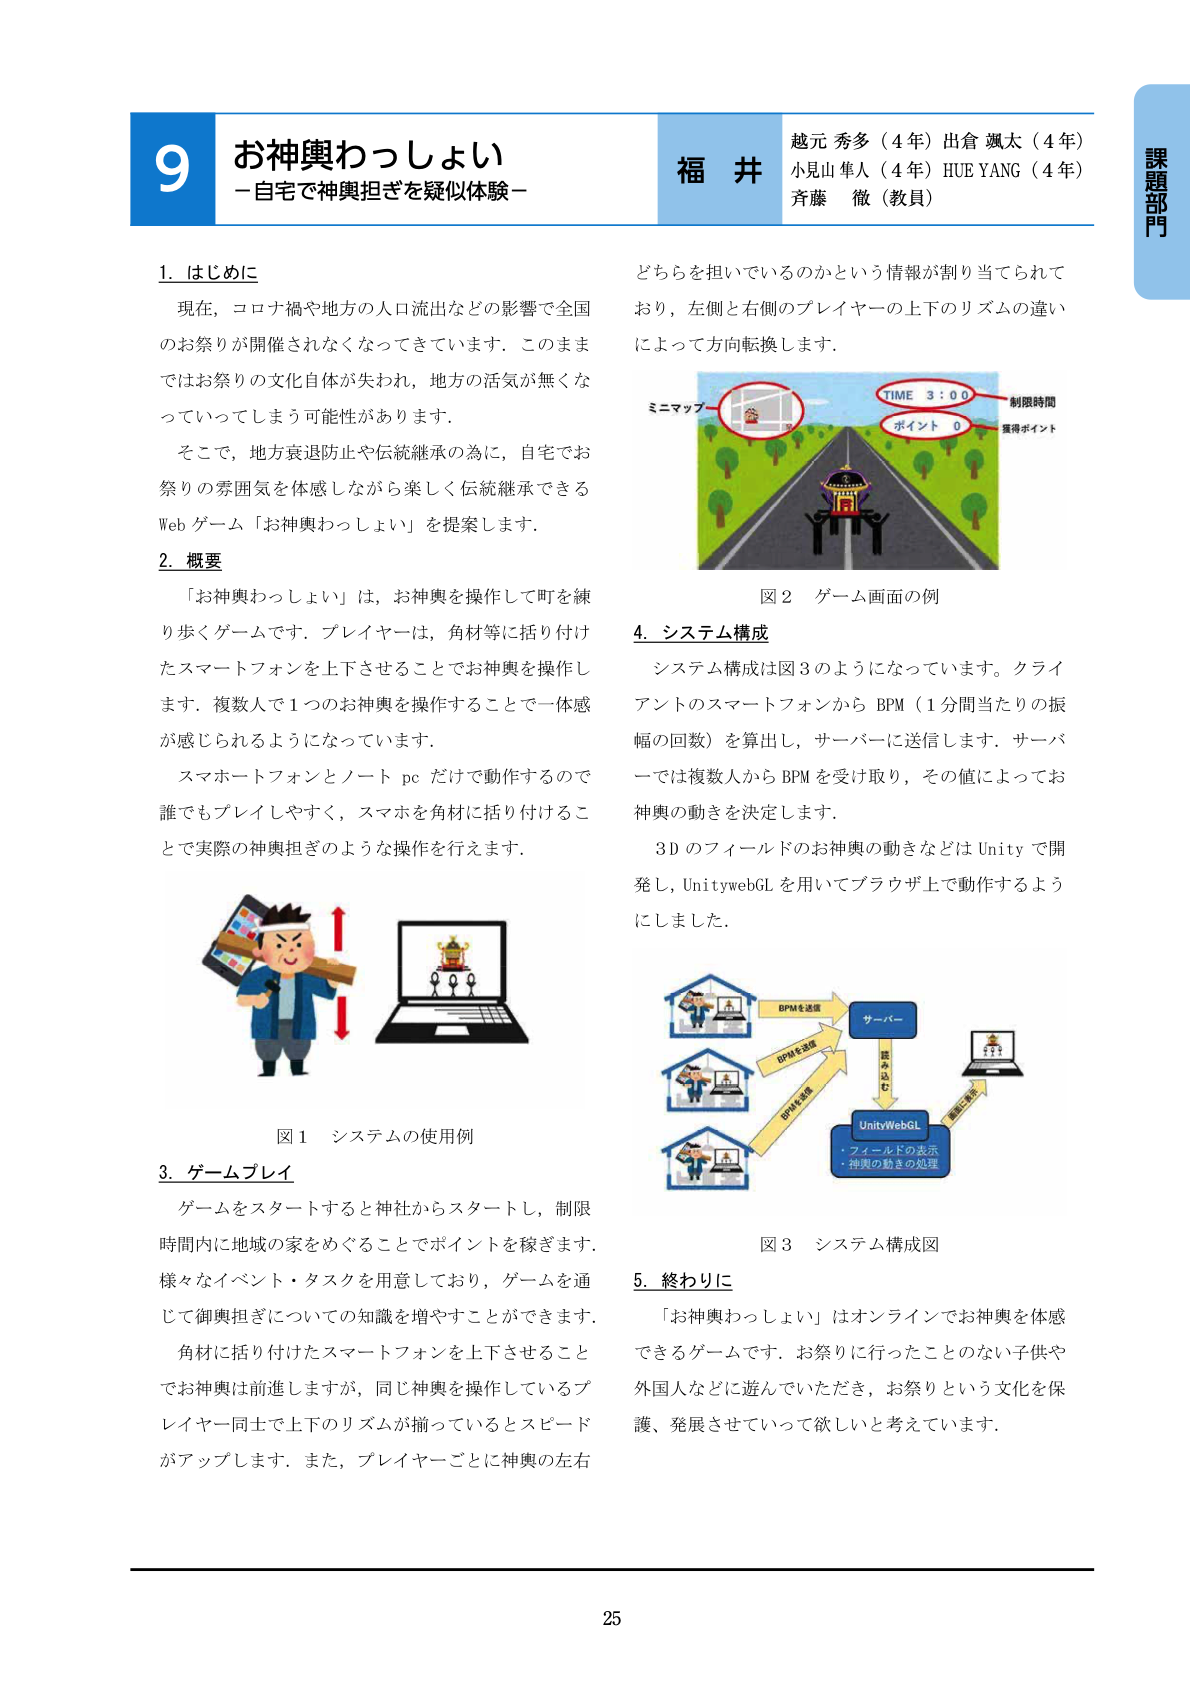 9
お神輿わっしょい
－自宅で神輿担ぎを疑似体験－
福　井
越元 秀多（４年）出倉 颯太（４年）
小見山 隼人（４年）HUE YANG（４年）
斉藤　徹（教員）
課題部門
1. はじめに
現在，コロナ禍や地方の人口流出などの影響で全国
のお祭りが開催されなくなってきています．このまま
ではお祭りの文化自体が失われ，地方の活気が無くな
っていってしまう可能性があります．
そこで，地方衰退防止や伝統継承の為に，自宅でお
祭りの雰囲気を体感しながら楽しく伝統継承できる
Web ゲーム「お神輿わっしょい」を提案します．
2. 概要
「お神輿わっしょい」は，お神輿を操作して町を練
り歩くゲームです．プレイヤーは，角材等に括り付け
たスマートフォンを上下させることでお神輿を操作し
ます．複数人で１つのお神輿を操作することで一体感
が感じられるようになっています．
スマホートフォンとノート pc だけで動作するので
誰でもプレイしやすく，スマホを角材に括り付けるこ
とで実際の神輿担ぎのような操作を行えます．
図１　システムの使用例
3. ゲームプレイ
ゲームをスタートすると神社からスタートし，制限
時間内に地域の家をめぐることでポイントを稼ぎます．
様々なイベント・タスクを用意しており，ゲームを通
じて御輿担ぎについての知識を増やすことができます．
角材に括り付けたスマートフォンを上下させること
でお神輿は前進しますが，同じ神輿を操作しているプ
レイヤー同士で上下のリズムが揃っているとスピード
がアップします．また，プレイヤーごとに神輿の左右
どちらを担いでいるのかという情報が割り当てられて
おり，左側と右側のプレイヤーの上下のリズムの違い
によって方向転換します．
ミニマップ
TIME　3：00
制限時間
ポイント　0
獲得ポイント
図２　ゲーム画面の例
4. システム構成
システム構成は図３のようになっています。クライ
アントのスマートフォンから BPM（１分間当たりの振
幅の回数）を算出し，サーバーに送信します．サーバ
ーでは複数人から BPM を受け取り，その値によってお
神輿の動きを決定します．
３D のフィールドのお神輿の動きなどは Unity で開
発し，UnitywebGL を用いてブラウザ上で動作するよう
にしました．
BPMを送信
サーバー
BPMを送信
BPMを送信
読み込む
画面に表示
UnityWebGL
・フィールドの表示
・神輿の動きの処理
図３　システム構成図
5. 終わりに
「お神輿わっしょい」はオンラインでお神輿を体感
できるゲームです．お祭りに行ったことのない子供や
外国人などに遊んでいただき，お祭りという文化を保
護、発展させていって欲しいと考えています．
25